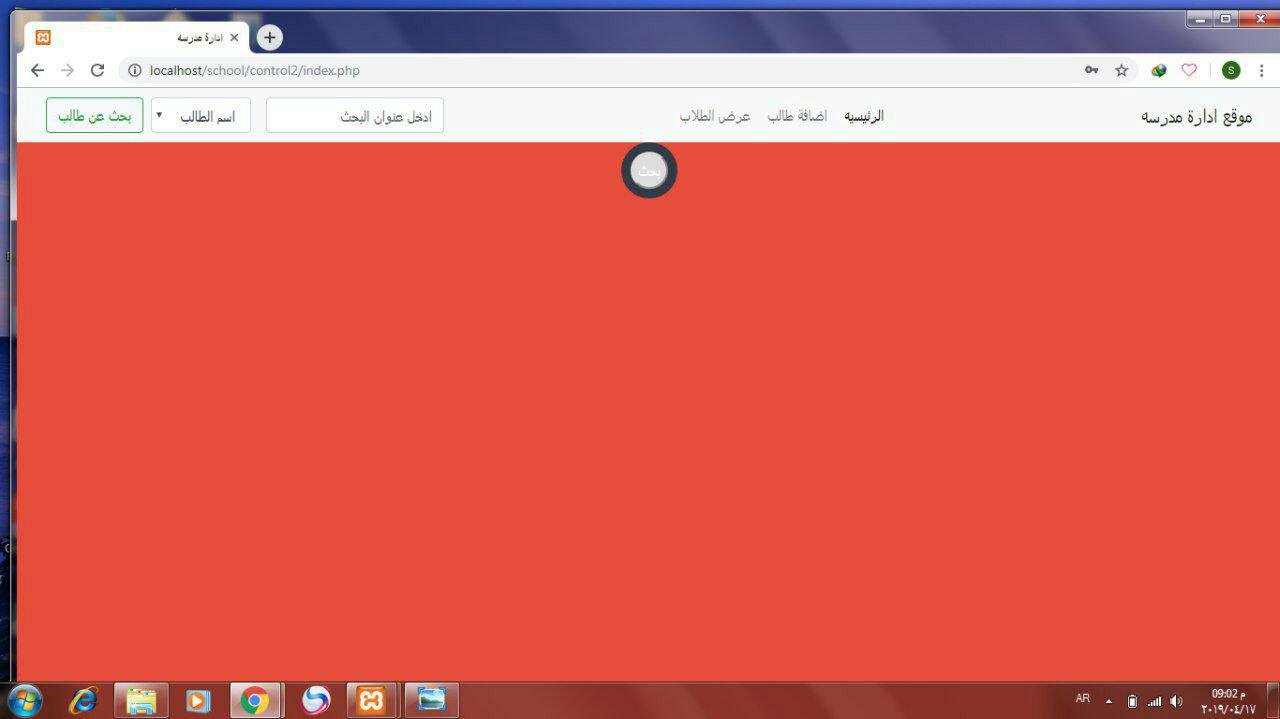 ادارة مدرسه
localhost/school/control2/index.php
S
موقع ادارة مدرسه
الرئيسيه اضافة طالب عرض الطلاب
ادخل عنوان البحث
اسم الطالب
بحث عن طالب
بحث
AR
09:02 م
٢٠١٩/٠٤/١٧